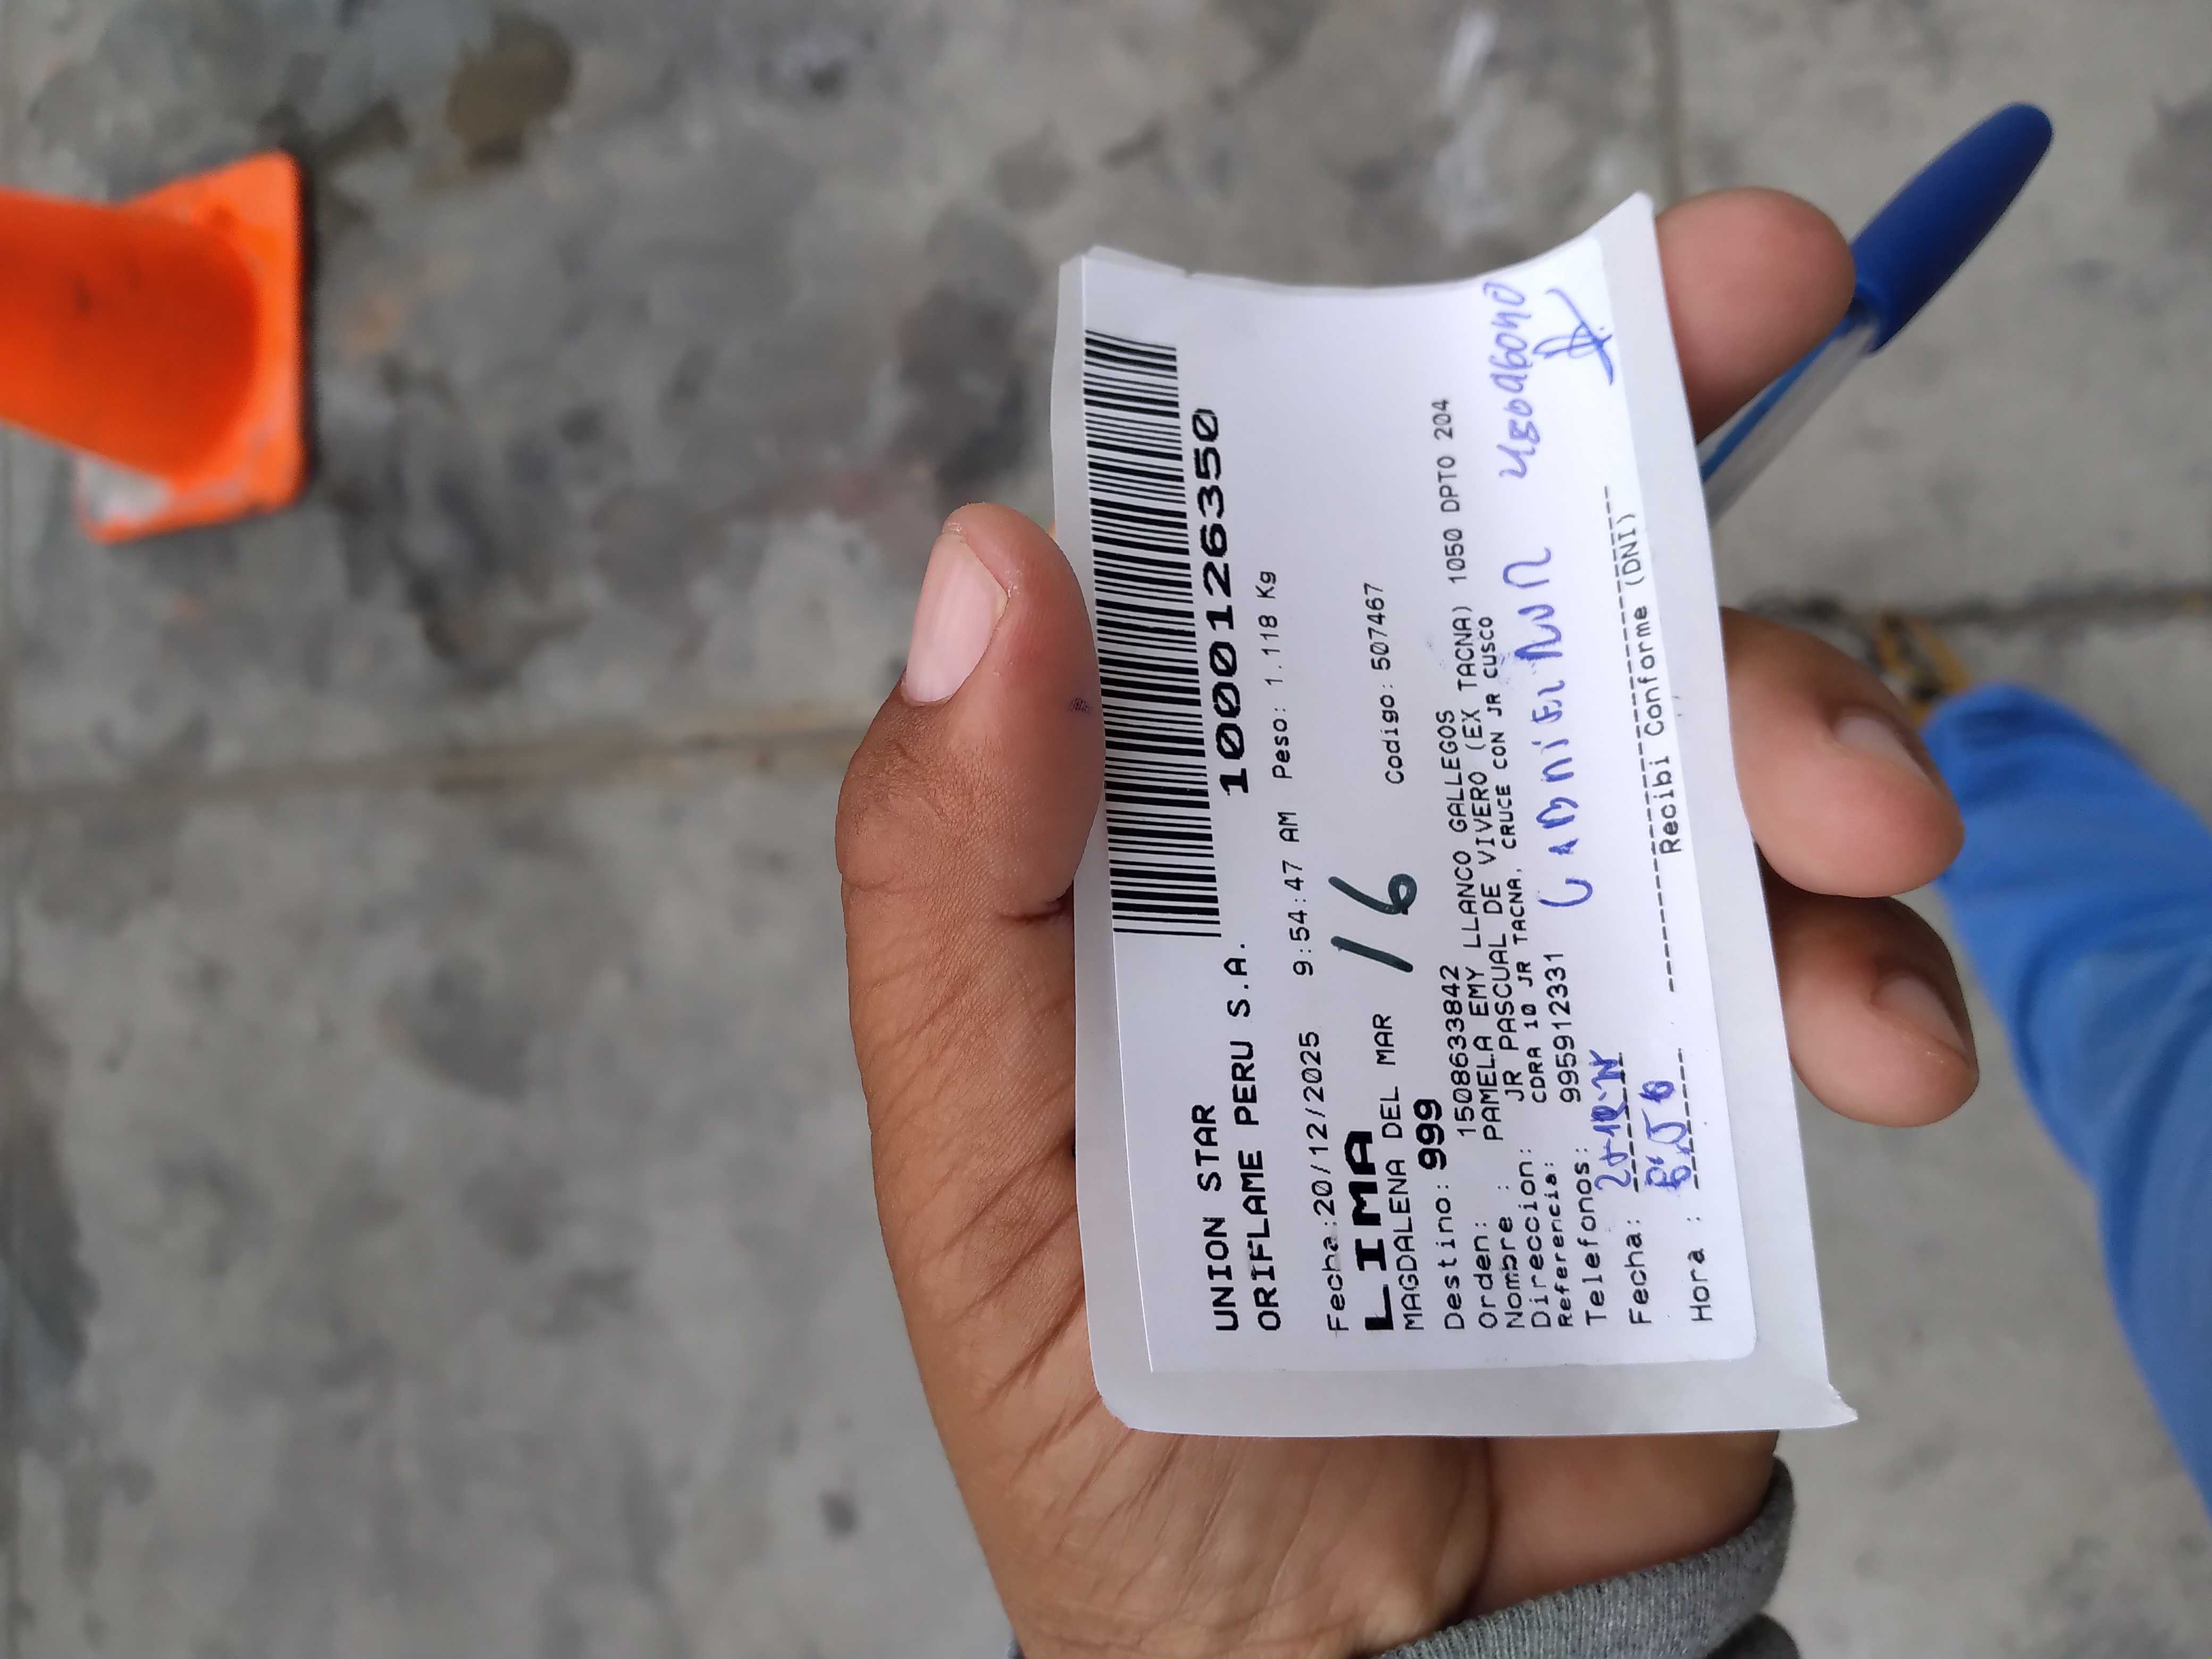 UNION STAR
ORIFLAME PERU S.A. 1000126350
Fecha:20/12/2025 9:54:47 AM Peso: 1.118 Kg
LIMA 16
MAGDALENA DEL MAR Codigo: 507467
Destino: 999
Orden: 1508633842
Nombre : PAMELA EMY LLANCO GALLEGOS
Direccion: JR PASCUAL DE VIVERO (EX TACNA) 1050 DPTO 204
Referencia: CDRA 10 JR TACNA, CRUCE CON JR CUSCO
Telefonos: 995912331
Fecha:
Hora :
Recibi Conforme (DNI)